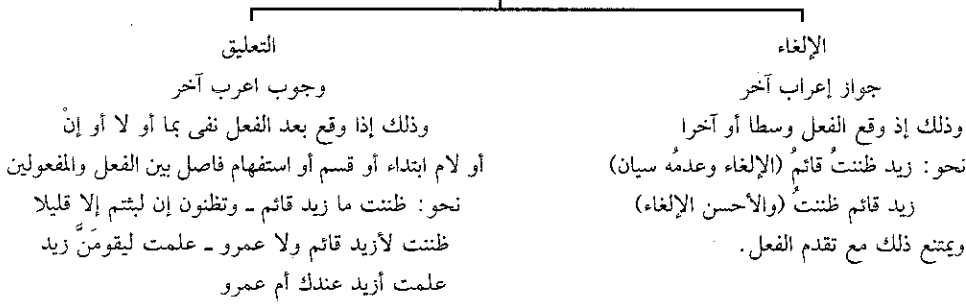 الإلغاء
جواز إعراب آخر
وذلك إذ وقع الفعل وسطا أو آخرا
نحو: زيد ظننتُ قائمُ (الإلغاء وعدمُه سيان)
زيد قائم ظننتُ (والأحسن الإلغاء)
ويمتنع ذلك مع تقدم الفعل.
التعليق
وجوب اعرب آخر
وذلك إذا وقع بعد الفعل نفى بما أو لا أو إنْ
أو لام ابتداء أو قسم أو استفهام فاصل بين الفعل والمفعولين
نحو: ظننت ما زيد قائم ـ وتظنون إن لبثتم إلا قليلا
ظننت لأزيد قائم ولا عمرو ـ علمت ليقومَنَّ زيد
علمت أزيد عندك أم عمرو